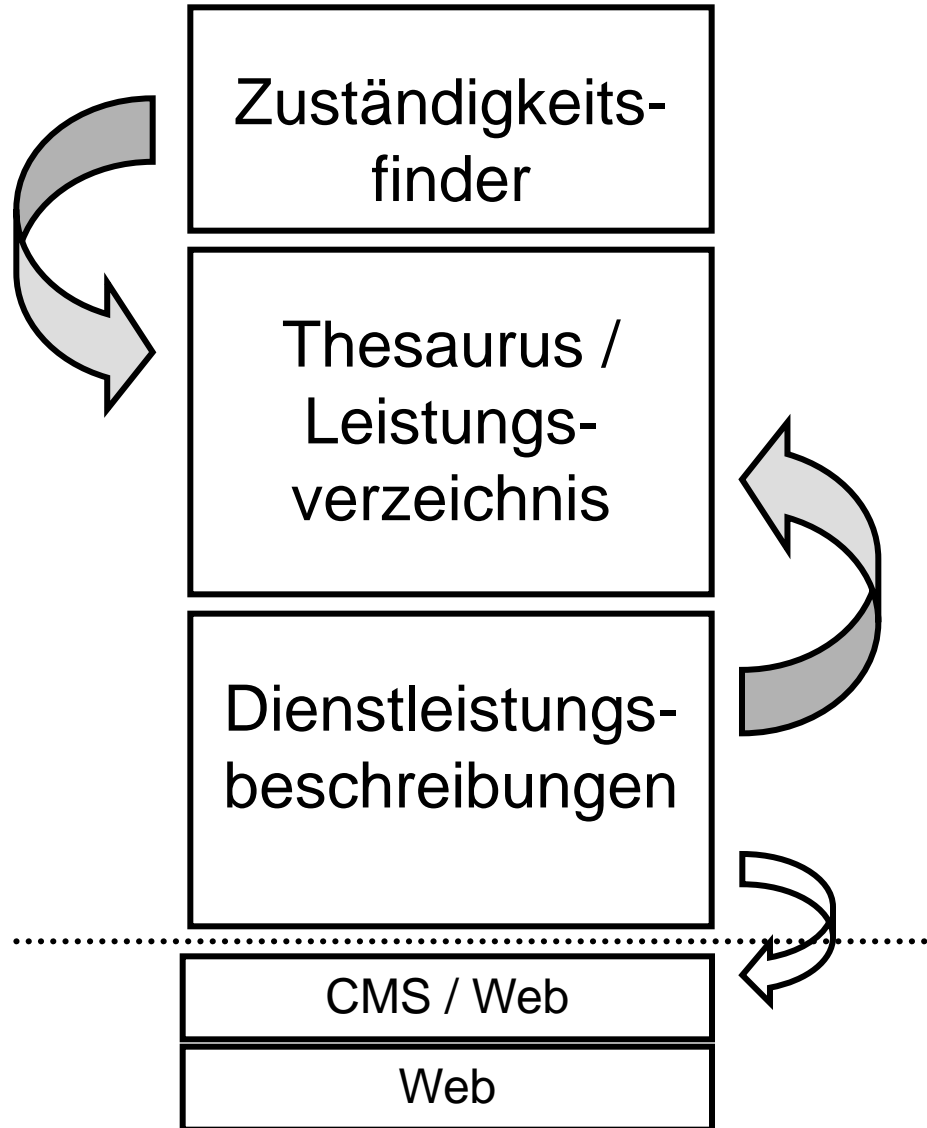 Zuständigkeits-
finder
Thesaurus /
Leistungs-
verzeichnis
Dienstleistungs-
beschreibungen
CMS / Web
Web